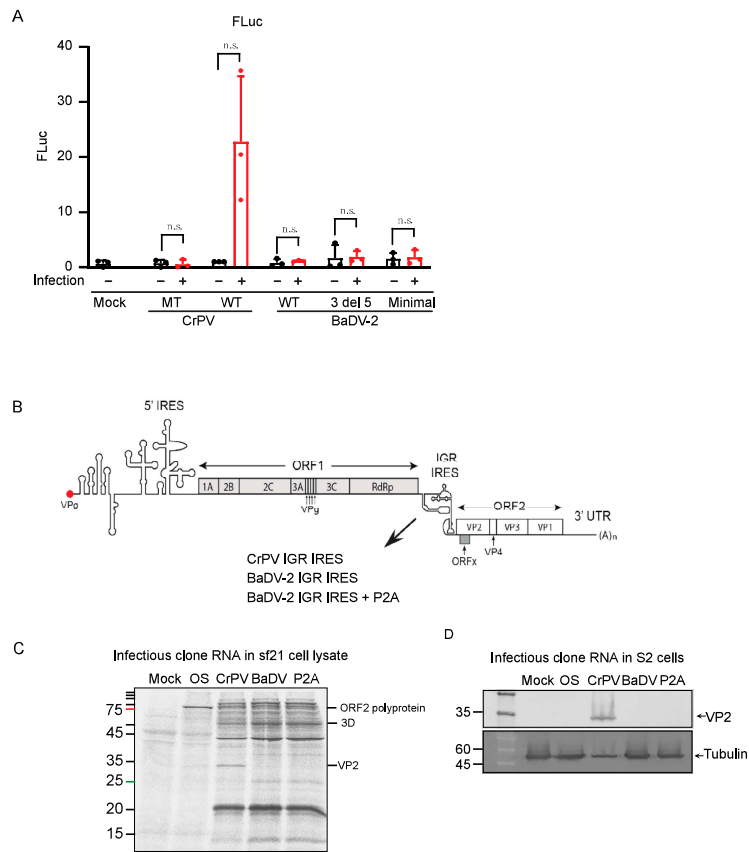 A
FLuc
FLuc
40
30
20
10
0
n.s.
n.s.
n.s.
n.s.
n.s.
Infection – – + – + – + – + – +
Mock MT WT WT 3 del 5 Minimal
CrPV BaDV-2
B
5' IRES
IGR
IRES
ORF1
1A 2B 2C 3A 3C RdRp
VPg
VPg
ORF2
3' UTR
VP2 VP3 VP1
(A)n
VP4
ORFx
CrPV IGR IRES
BaDV-2 IGR IRES
BaDV-2 IGR IRES + P2A
C
Infectious clone RNA in sf21 cell lysate
Mock OS CrPV BaDV P2A
75
45
35
25
20
15
ORF2 polyprotein
3D
VP2
D
Infectious clone RNA in S2 cells
Mock OS CrPV BaDV P2A
35
VP2
60
45
Tubulin